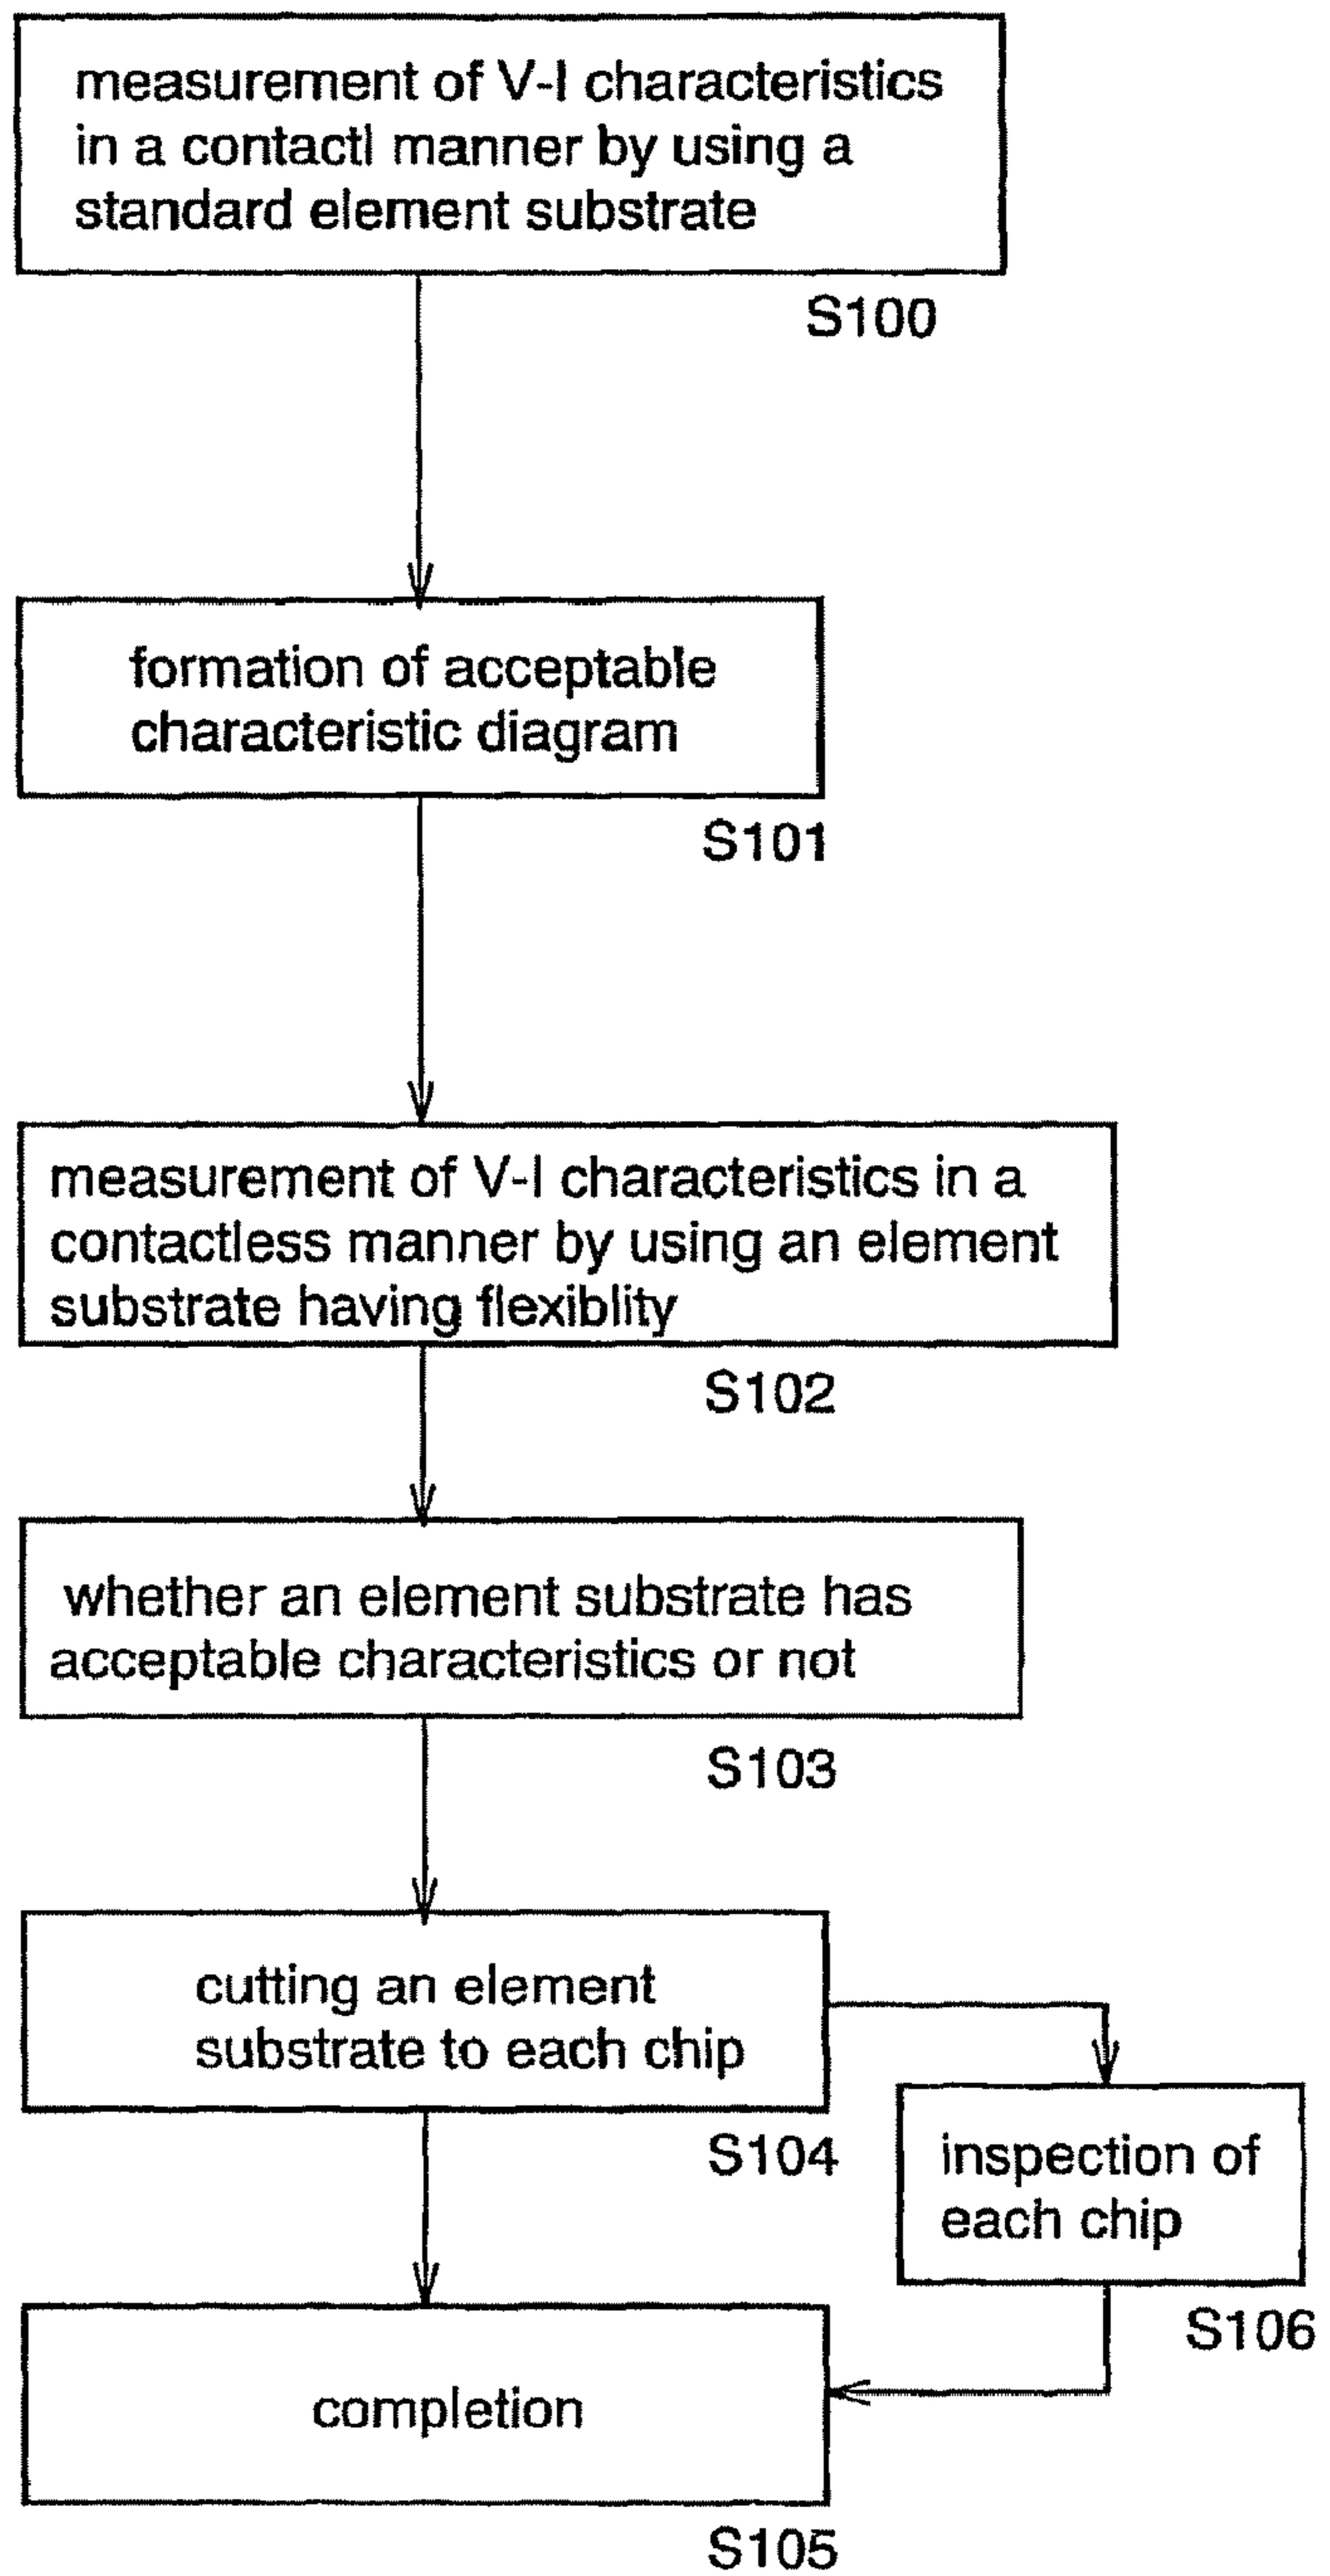 measurement of V-I characteristics
in a contactl manner by using a
standard element substrate
S100
formation of acceptable
characteristic diagram
S101
measurement of V-I characteristics in a
contactless manner by using an element
substrate having flexiblity
S102
whether an element substrate has
acceptable characteristics or not
S103
cutting an element
substrate to each chip
S104
inspection of
each chip
S106
completion
S105